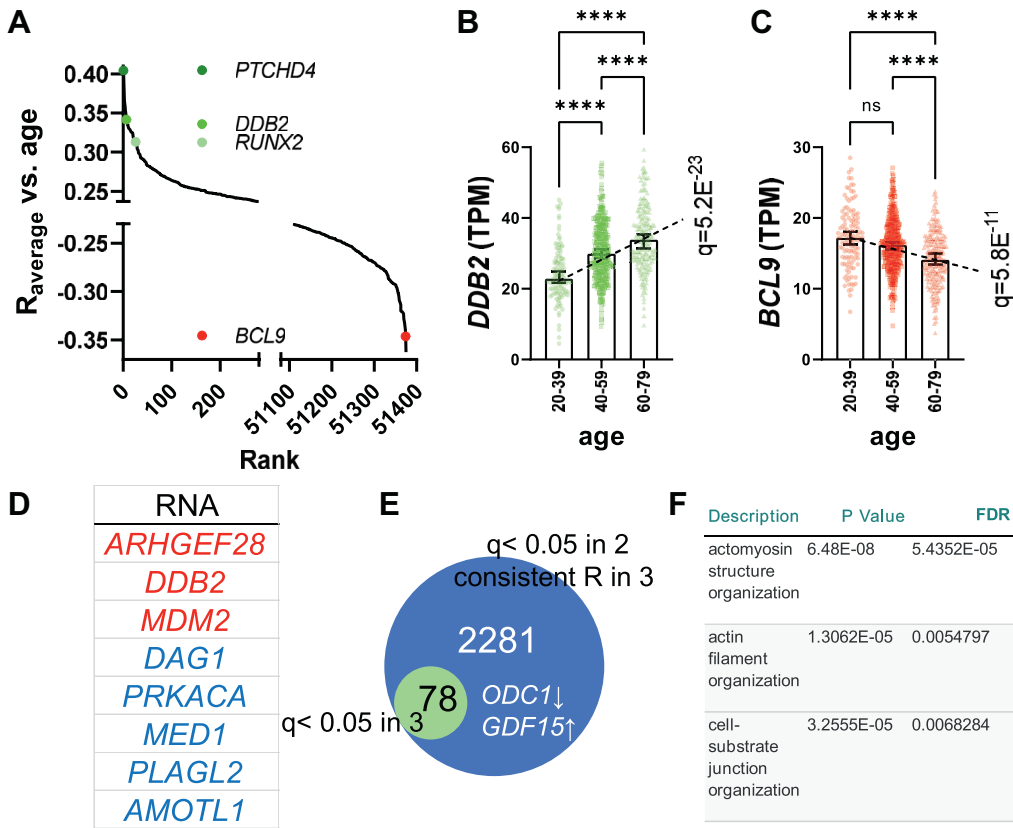 A
R average vs. age
0.40
0.35
0.30
0.25
-0.25
-0.30
-0.35
PTCHD4
DDB2
RUNX2
BCL9
0
100
200
51100
51200
51300
51400
Rank
B
****
****
****
DDB2 (TPM)
60
40
20
0
q=5.2E-23
20-39
40-59
60-79
age
C
****
****
ns
BCL9 (TPM)
30
20
10
0
q=5.8E-11
20-39
40-59
60-79
age
D
RNA
ARHGEF28
DDB2
MDM2
DAG1
PRKACA
MED1
PLAGL2
AMOTL1
E
q< 0.05 in 2
consistent R in 3
2281
78
ODC1↓
GDF15↑
q< 0.05 in 3
F
Description P Value FDR
actomyosin 6.48E-08 5.4352E-05
structure
organization
actin 1.3062E-05 0.0054797
filament
organization
cell- 3.2555E-05 0.0068284
substrate
junction
organization